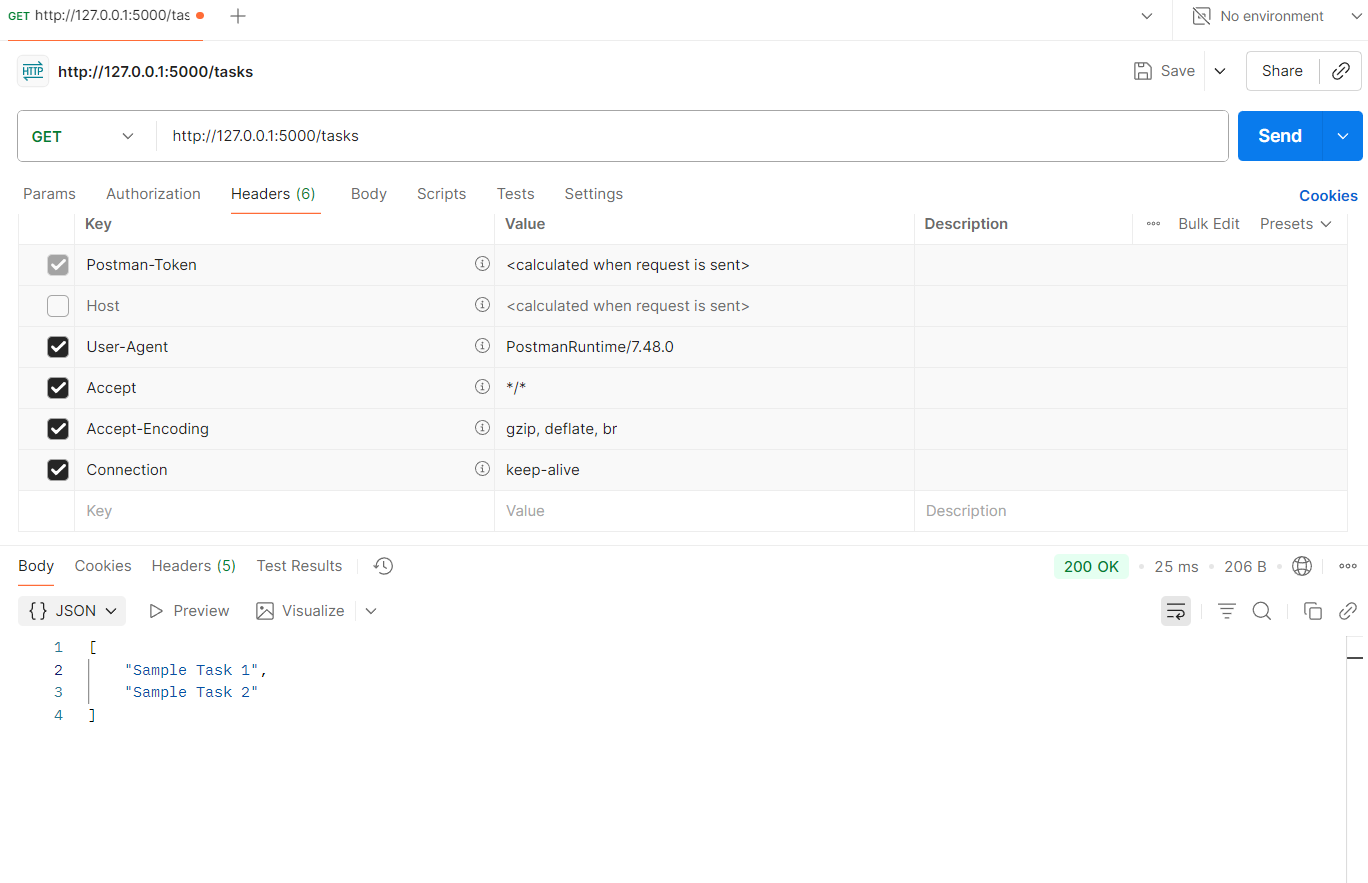 GET http://127.0.0.1:5000/tas
No environment
HTTP http://127.0.0.1:5000/tasks
Save
Share
GET http://127.0.0.1:5000/tasks
Send
Params Authorization Headers (6) Body Scripts Tests Settings
Cookies
Key Value Description Bulk Edit Presets
Postman-Token <calculated when request is sent>
Host <calculated when request is sent>
User-Agent PostmanRuntime/7.48.0
Accept */*
Accept-Encoding gzip, deflate, br
Connection keep-alive
Key Value Description
Body Cookies Headers (5) Test Results
200 OK • 25 ms • 206 B •
{} JSON Preview Visualize
1 [
2 "Sample Task 1",
3 "Sample Task 2"
4 ]